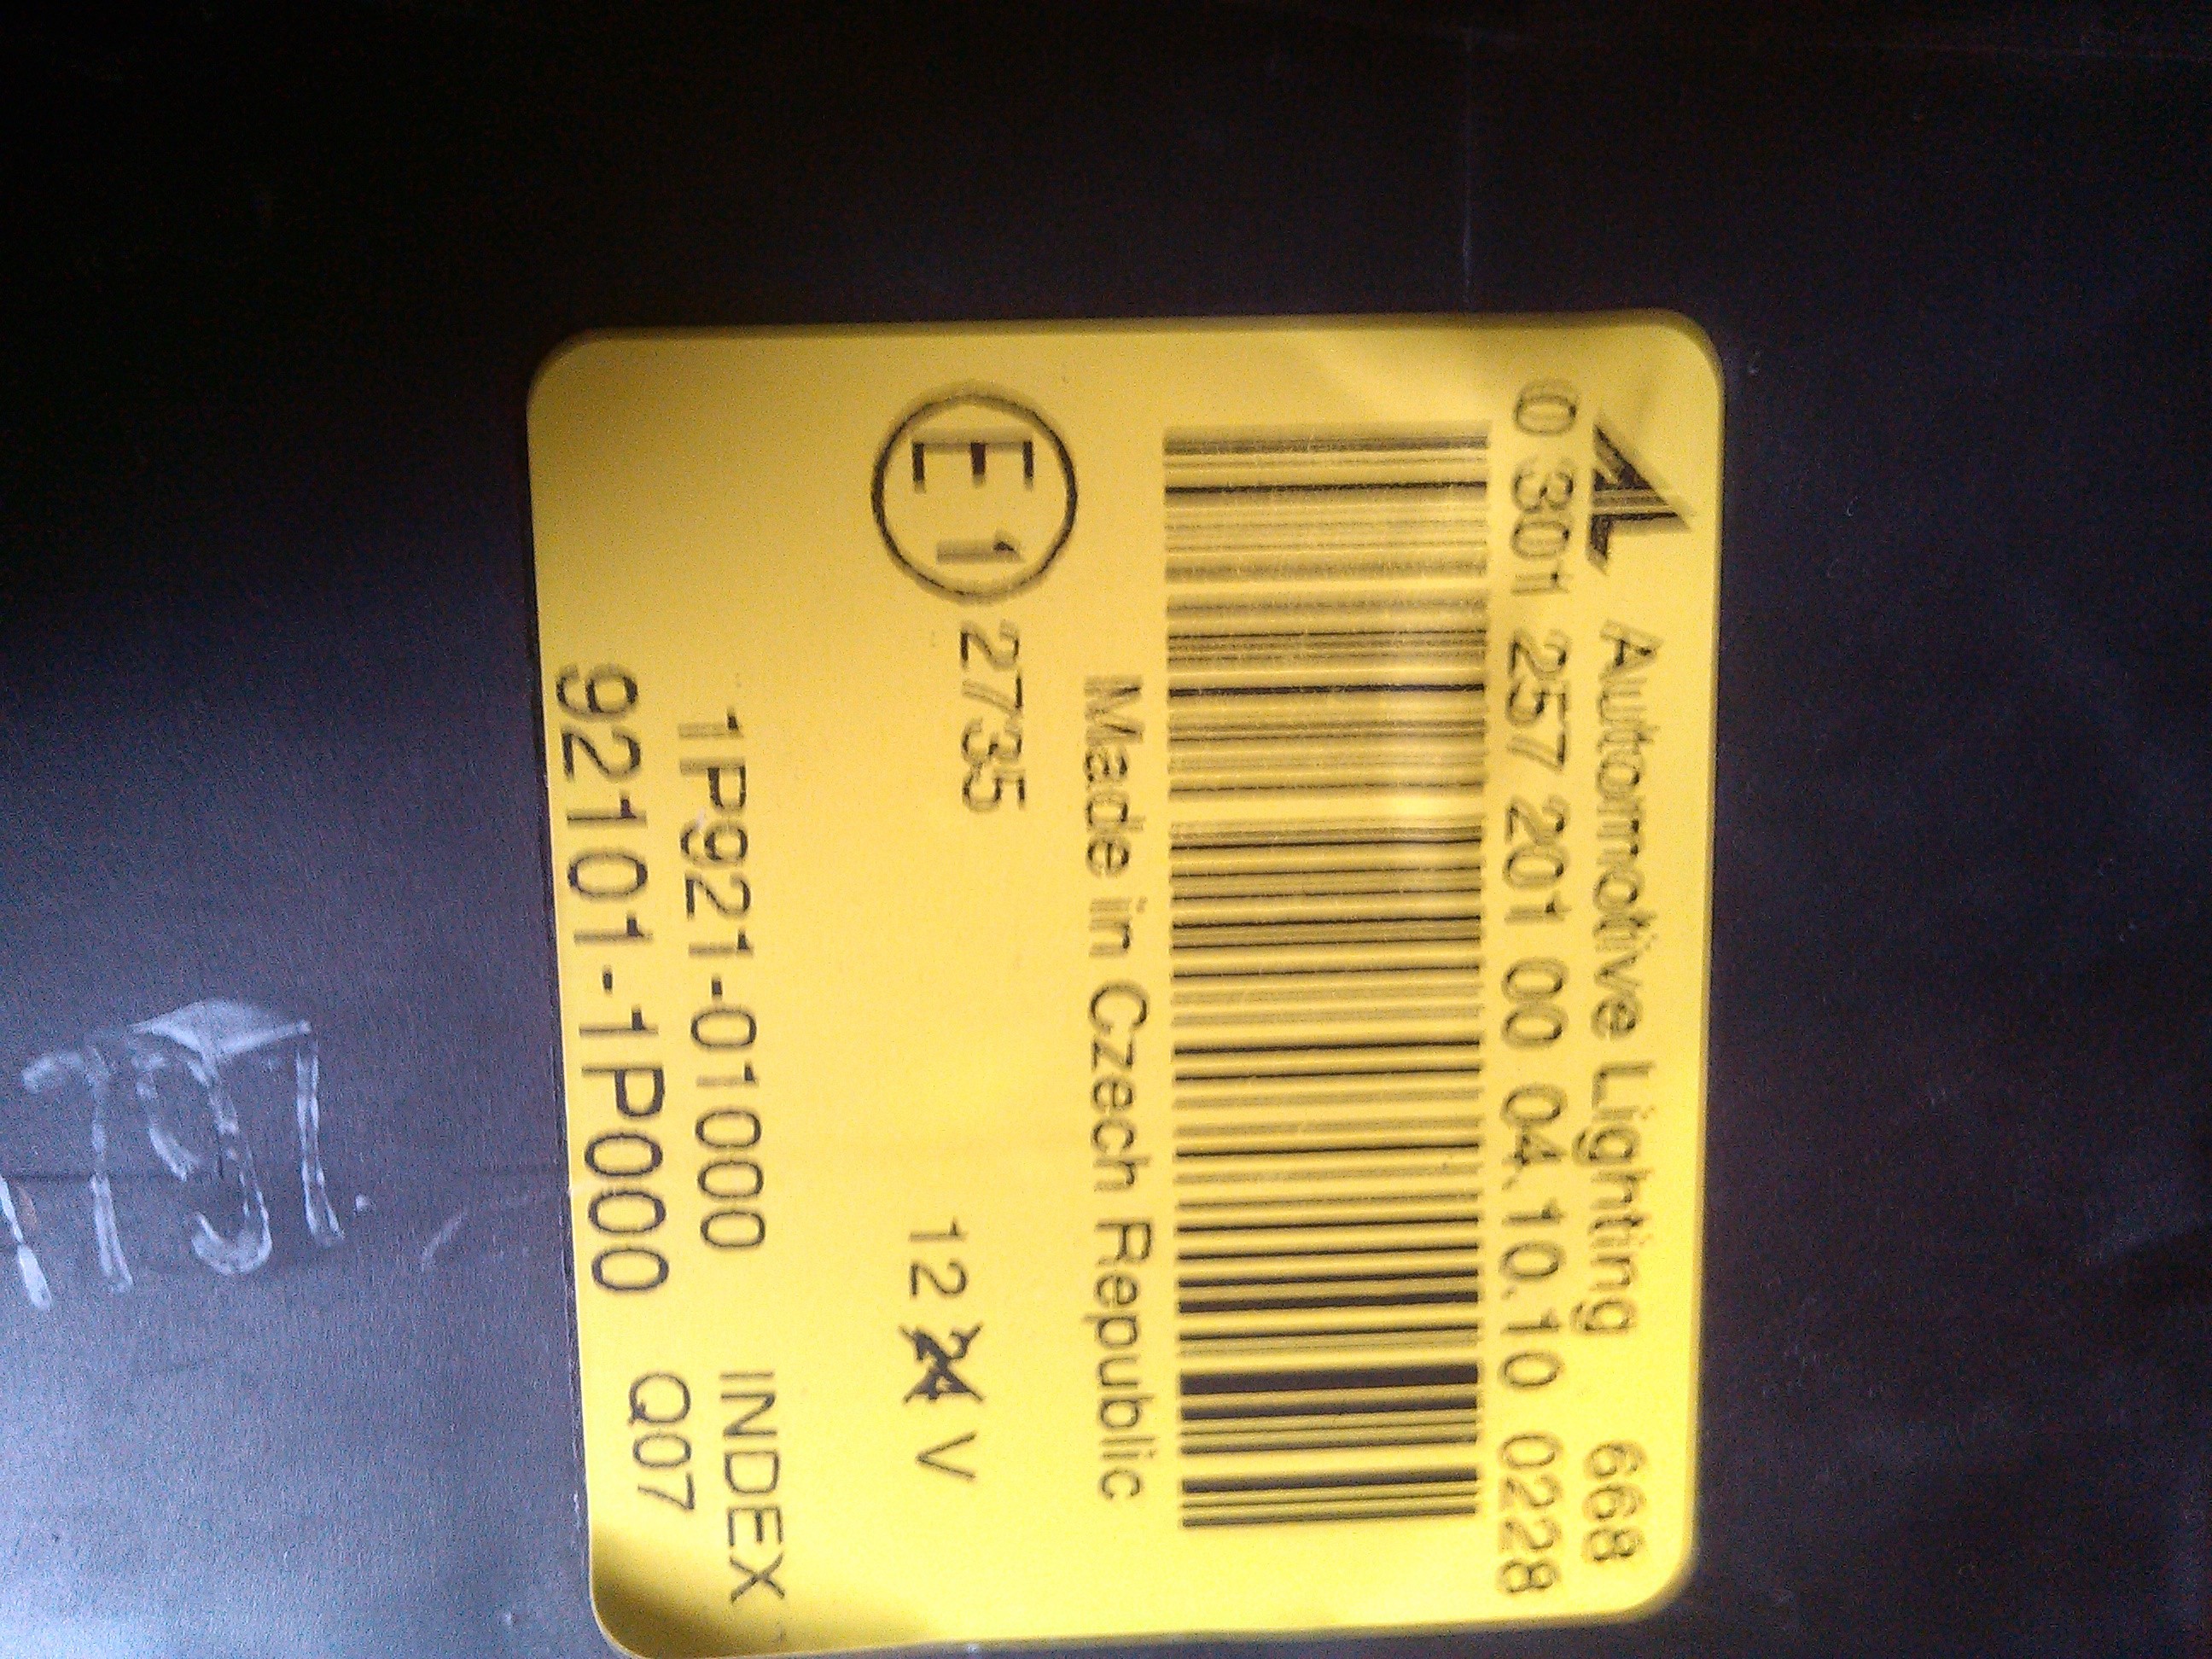 AL Automotive Lighting 668
0 301 257 201 00 04.10.10 0228
Made in Czech Republic
E1 2735 12 24 V
1P921-01000 INDEX
92101-1P000 Q07